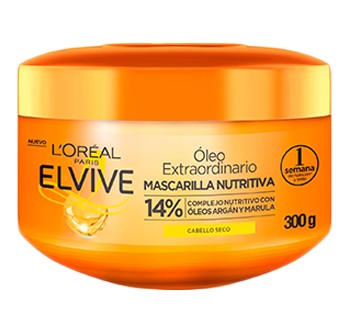 NUEVO
L'ORÉAL
PARIS
ELVIVE
Óleo
Extraordinario
MASCARILLA NUTRITIVA
14% COMPLEJO NUTRITIVO CON
ÓLEOS ARGÁN Y MARULA
CABELLO SECO
1
semana
300g